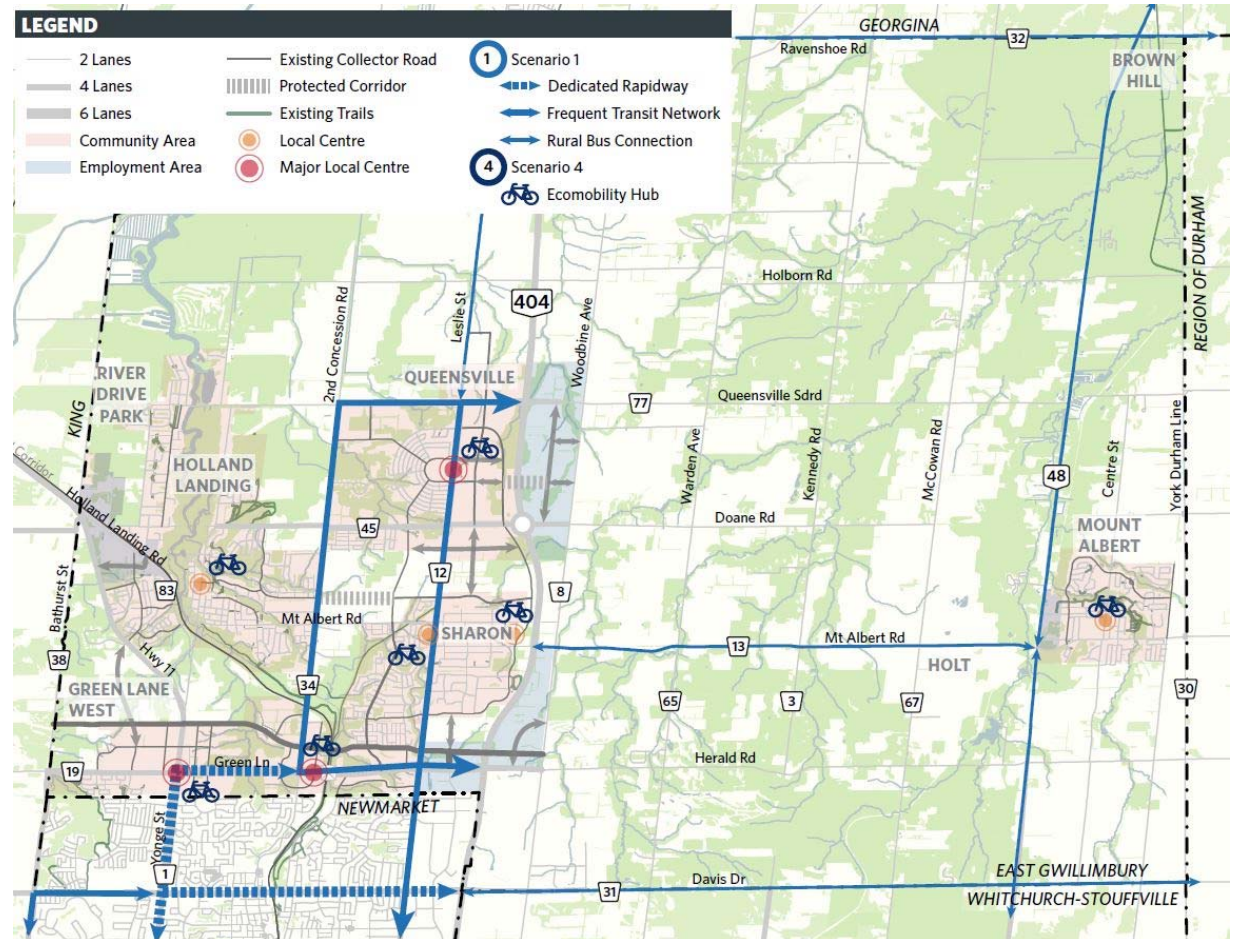 LEGEND
2 Lanes
4 Lanes
6 Lanes
Community Area
Employment Area
Existing Collector Road
Protected Corridor
Existing Trails
Local Centre
Major Local Centre
1 Scenario 1
Dedicated Rapidway
Frequent Transit Network
Rural Bus Connection
4 Scenario 4
Ecomobility Hub
GEORGINA
32
Ravenshoe Rd
BROWN
HILL
REGION OF DURHAM
Holborn Rd
404
Leslie St
2nd Concession Rd
Woodbine Ave
QUEENSVILLE
RIVER
DRIVE
PARK
KING
77
Queensville Sdrd
Corridor
HOLLAND
LANDING
Holland Landing Rd
Warden Ave
Kennedy Rd
McCowan Rd
48
Centre St
York Durham Line
45
Doane Rd
MOUNT
ALBERT
83
12
8
Bathurst St
Mt Albert Rd
SHARON
13
Mt Albert Rd
HOLT
38
Hwy 11
34
65
3
67
30
GREEN LANE
WEST
19
Green Ln
Herald Rd
NEWMARKET
Yonge St
1
31
Davis Dr
EAST GWILLIMBURY
WHITCHURCH-STOUFFVILLE